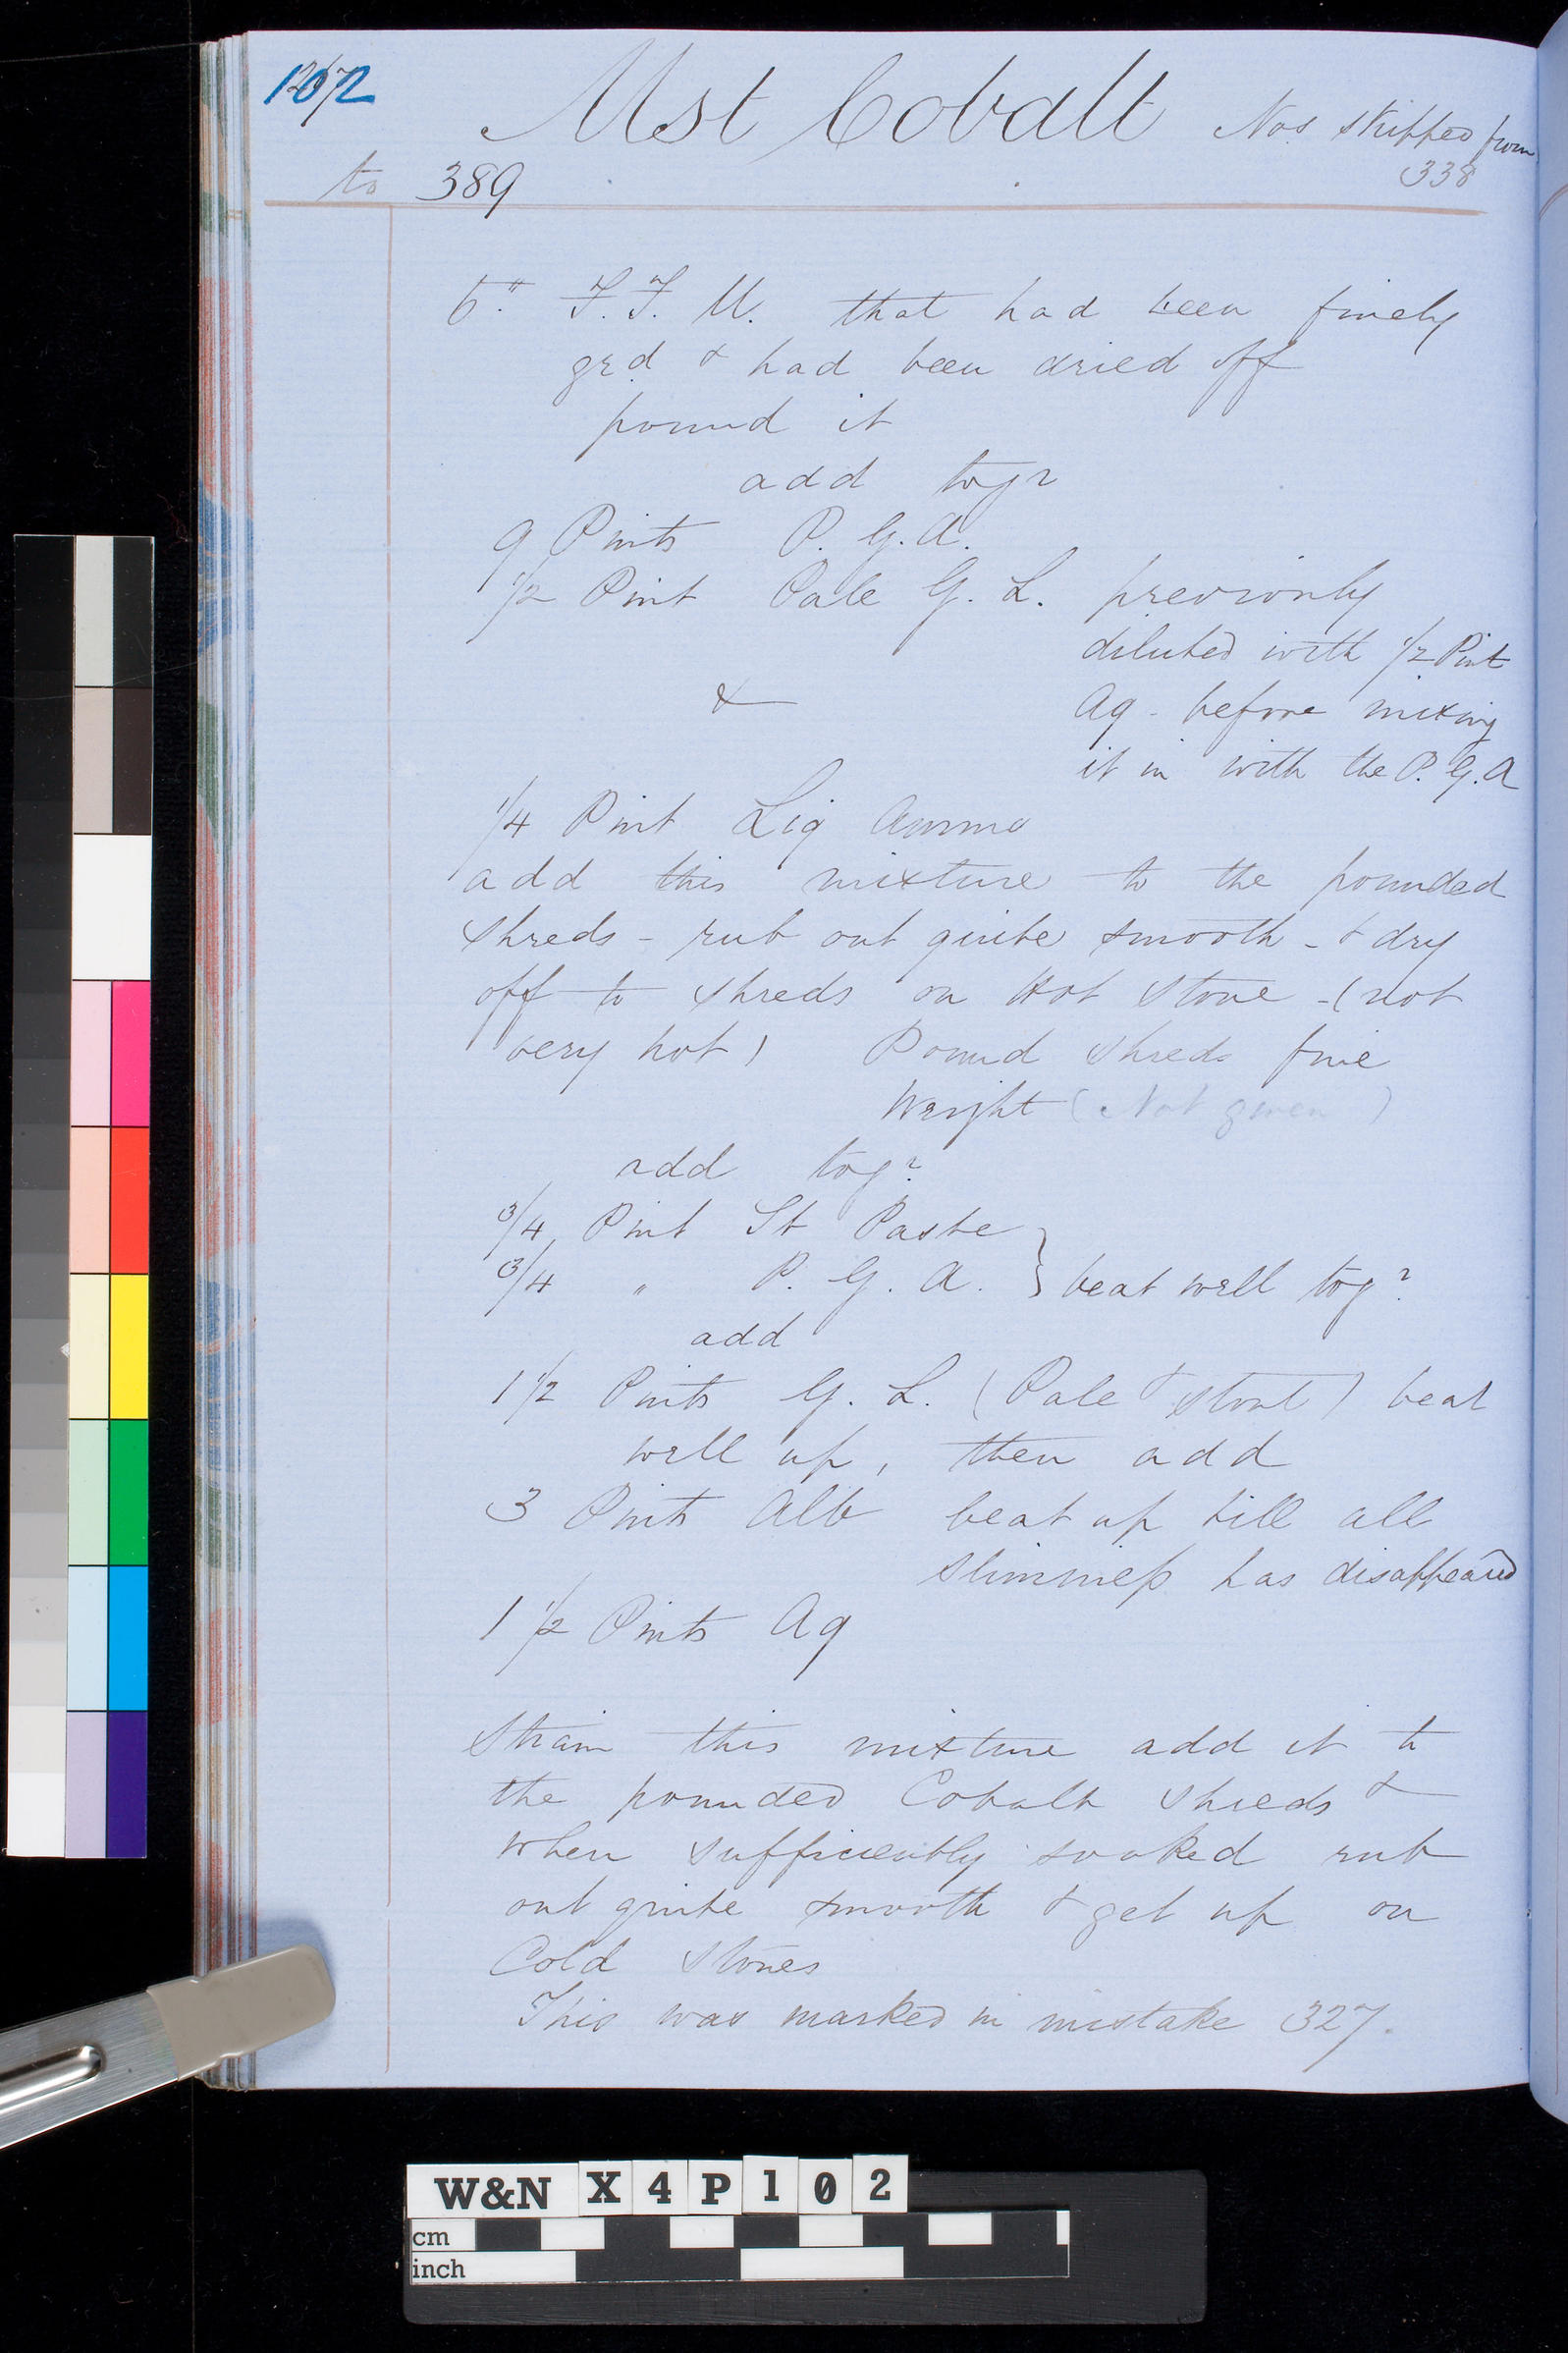 102
Mst Cobalt Nos skipped from
to 389 338
6" F. F. U. that had been finely
grd & had been dried off
pound it
add togr
9 Pints P. G. A.
1/2 Pint Pale G. L. previously
diluted with 1/2 Pint
& Aq - before mixing
it in with the P. G. A
1/4 Pint Liq Ammo
add this mixture to the pounded
shreds - rub out quite smooth - & dry
off to shreds on Hot Stone - (not
very hot) Pound shreds fine
Weight (Not given)
add togr
3/4 Pint St Paste
3/4 " P. G. A. } beat well togr
add
1 1/2 Pints G. L. (Pale & stout) beat
well up, then add
3 Pints Alb beat up till all
sliminess has disappeared
1 1/2 Pints Aq
Strain this mixture add it to
the pounded Cobalt shreds &
when sufficiently soaked rub
out quite smooth & get up on
Cold Stones
This was marked in mistake 327.
W&N X4P102
cm
inch